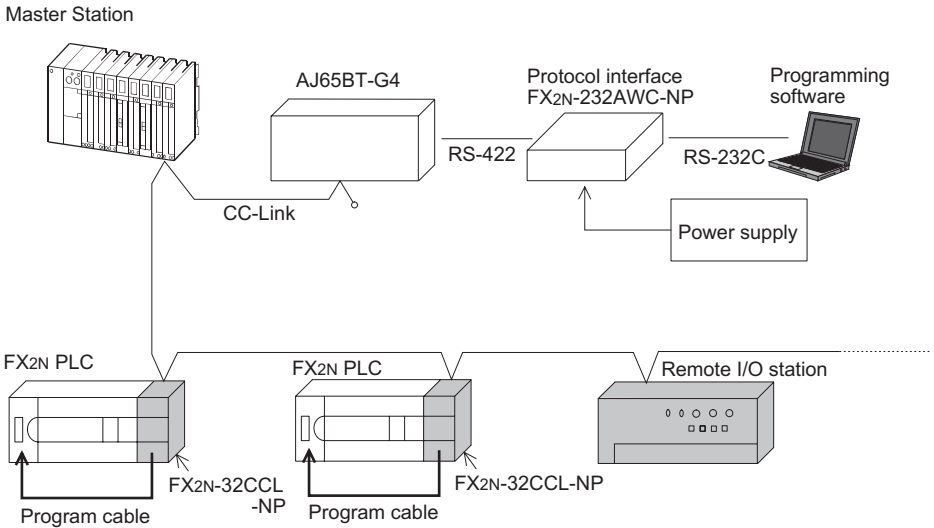 Master Station
AJ65BT-G4
Protocol interface
FX2N-232AWC-NP
Programming
software
RS-422
RS-232C
CC-Link
Power supply
FX2N PLC
FX2N PLC
Remote I/O station
FX2N-32CCL
-NP
FX2N-32CCL-NP
Program cable
Program cable